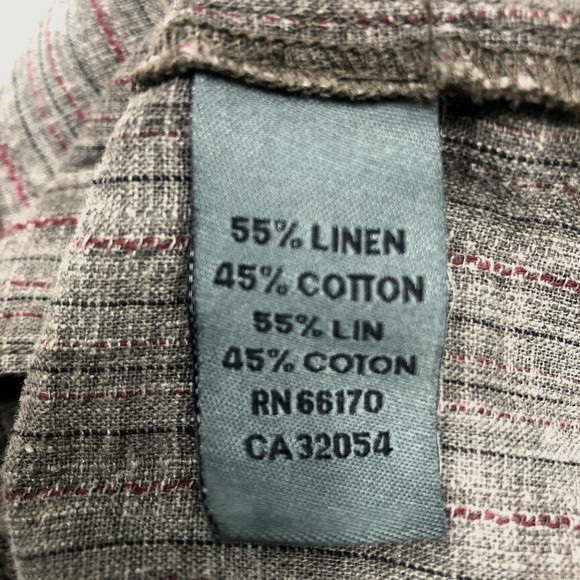 55% LINEN
45% COTTON
55% LIN
45% COTON
RN 66170
CA 32054